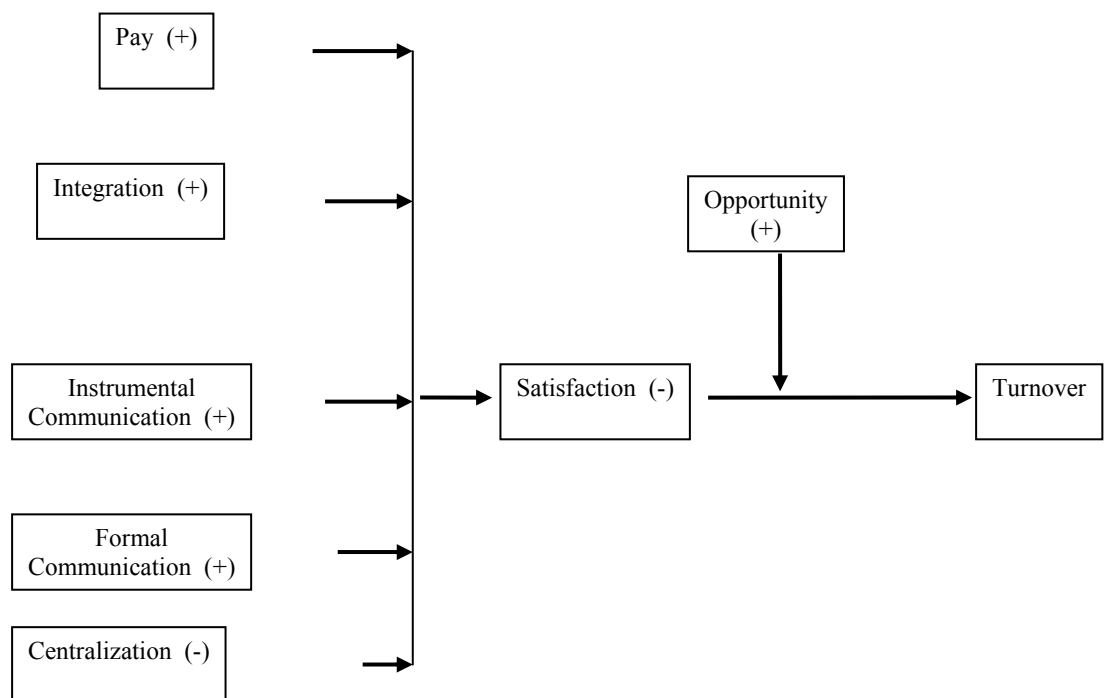 Pay (+)
Integration (+)
Opportunity
(+)
Instrumental
Communication (+)
Satisfaction (-)
Turnover
Formal
Communication (+)
Centralization (-)